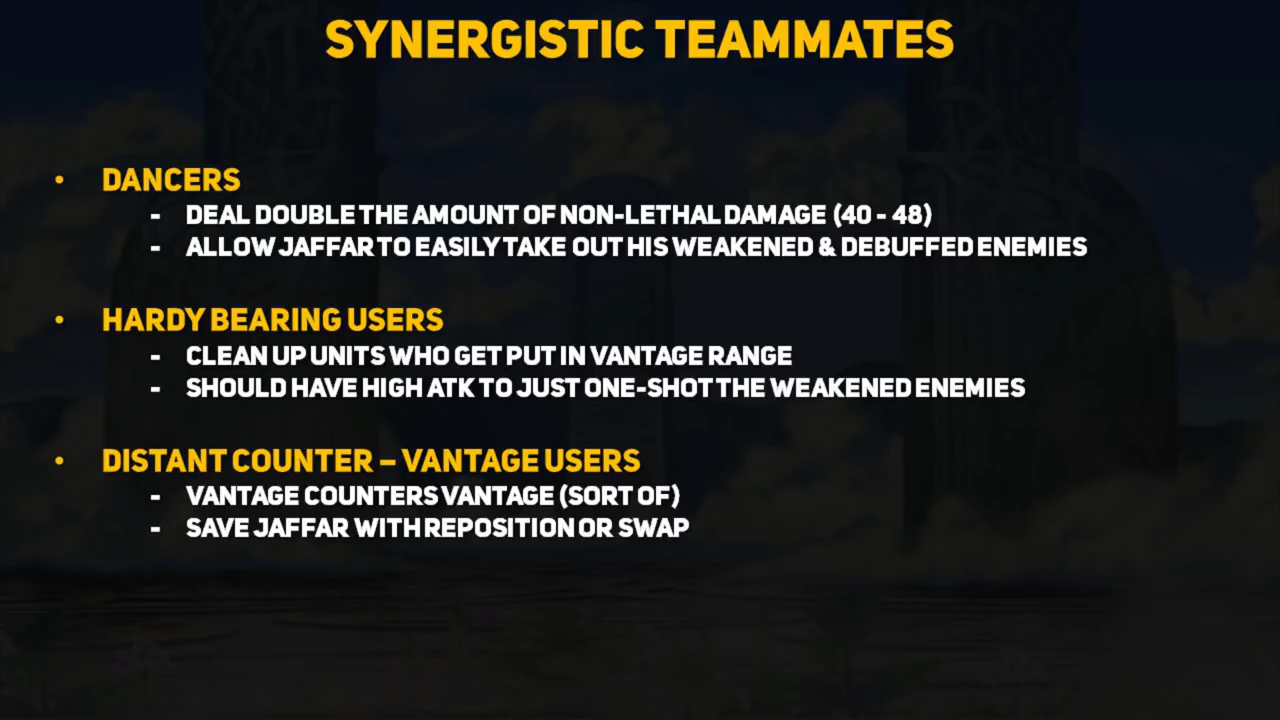 SYNERGISTIC TEAMMATES
• DANCERS
- DEAL DOUBLE THE AMOUNT OF NON-LETHAL DAMAGE (40 - 48)
- ALLOW JAFFAR TO EASILY TAKE OUT HIS WEAKENED & DEBUFFED ENEMIES
• HARDY BEARING USERS
- CLEAN UP UNITS WHO GET PUT IN VANTAGE RANGE
- SHOULD HAVE HIGH ATK TO JUST ONE-SHOT THE WEAKENED ENEMIES
• DISTANT COUNTER – VANTAGE USERS
- VANTAGE COUNTERS VANTAGE (SORT OF)
- SAVE JAFFAR WITH REPOSITION OR SWAP